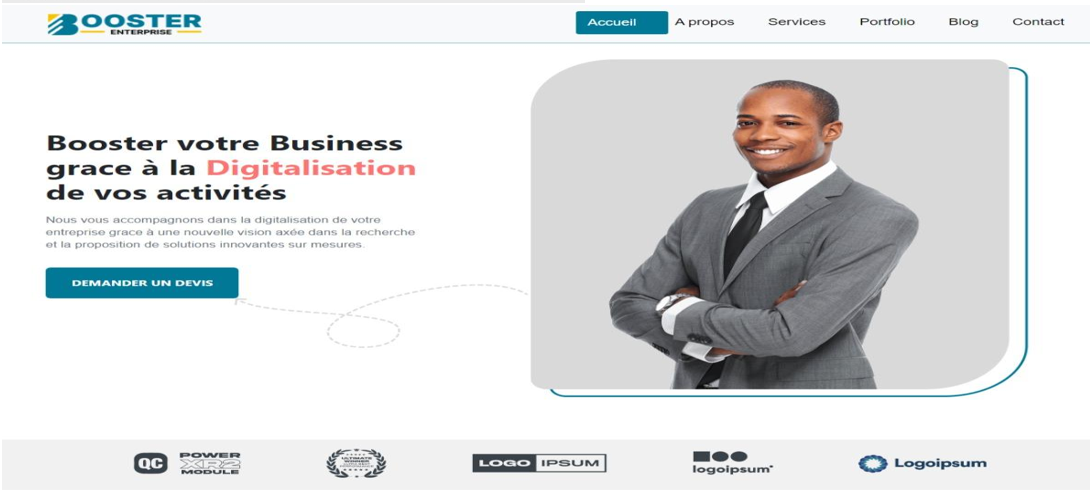 BOOSTER
ENTERPRISE
Accueil
A propos
Services
Portfolio
Blog
Contact
Booster votre Business
grace à la Digitalisation
de vos activités
Nous vous accompagnons dans la digitalisation de votre
entreprise grace à une nouvelle vision axée dans la recherche
et la proposition de solutions innovantes sur mesures.
DEMANDER UN DEVIS
QC
POWER
XR2
MODULE
ULTIMATE
LOGO IPSUM
logoipsum
Logoipsum